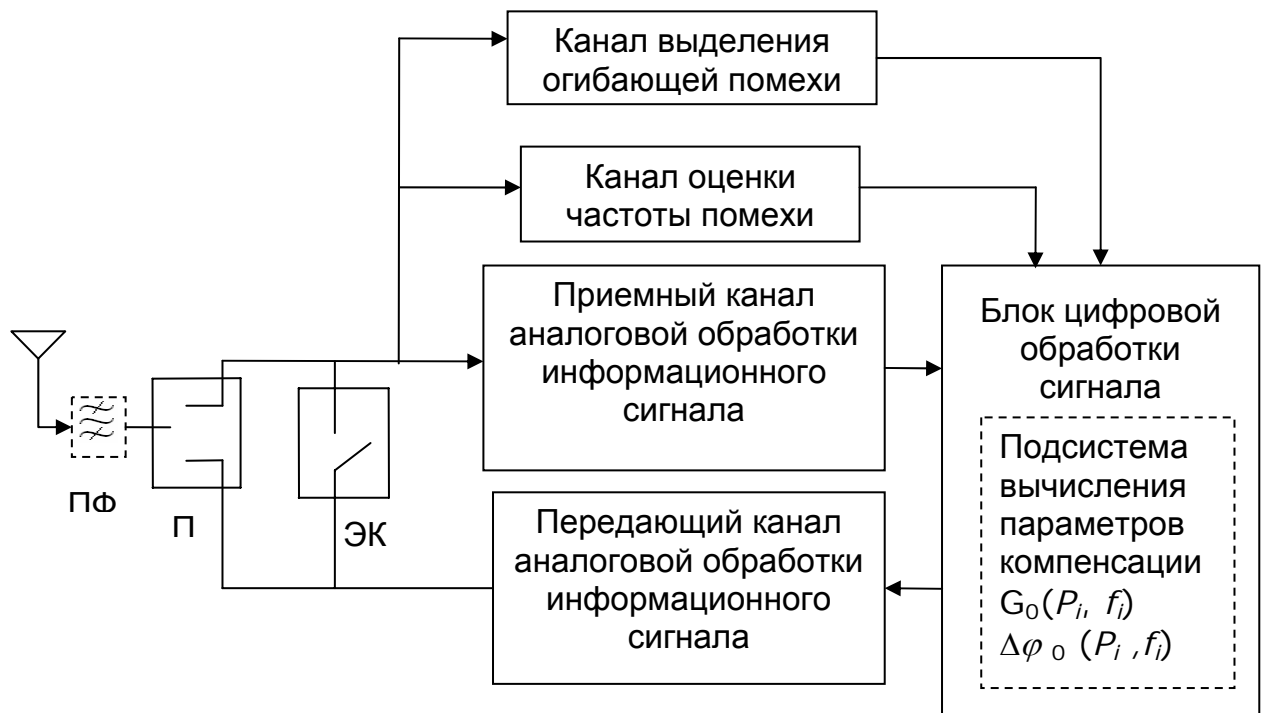 Канал выделения
огибающей помехи
Канал оценки
частоты помехи
Приемный канал
аналоговой обработки
информационного
сигнала
Блок цифровой
обработки
сигнала
Подсистема
вычисления
параметров
компенсации
G₀(Pᵢ, fᵢ)
Δφ ₀ (Pᵢ ,fᵢ)
ПФ
П
ЭК
Передающий канал
аналоговой обработки
информационного
сигнала